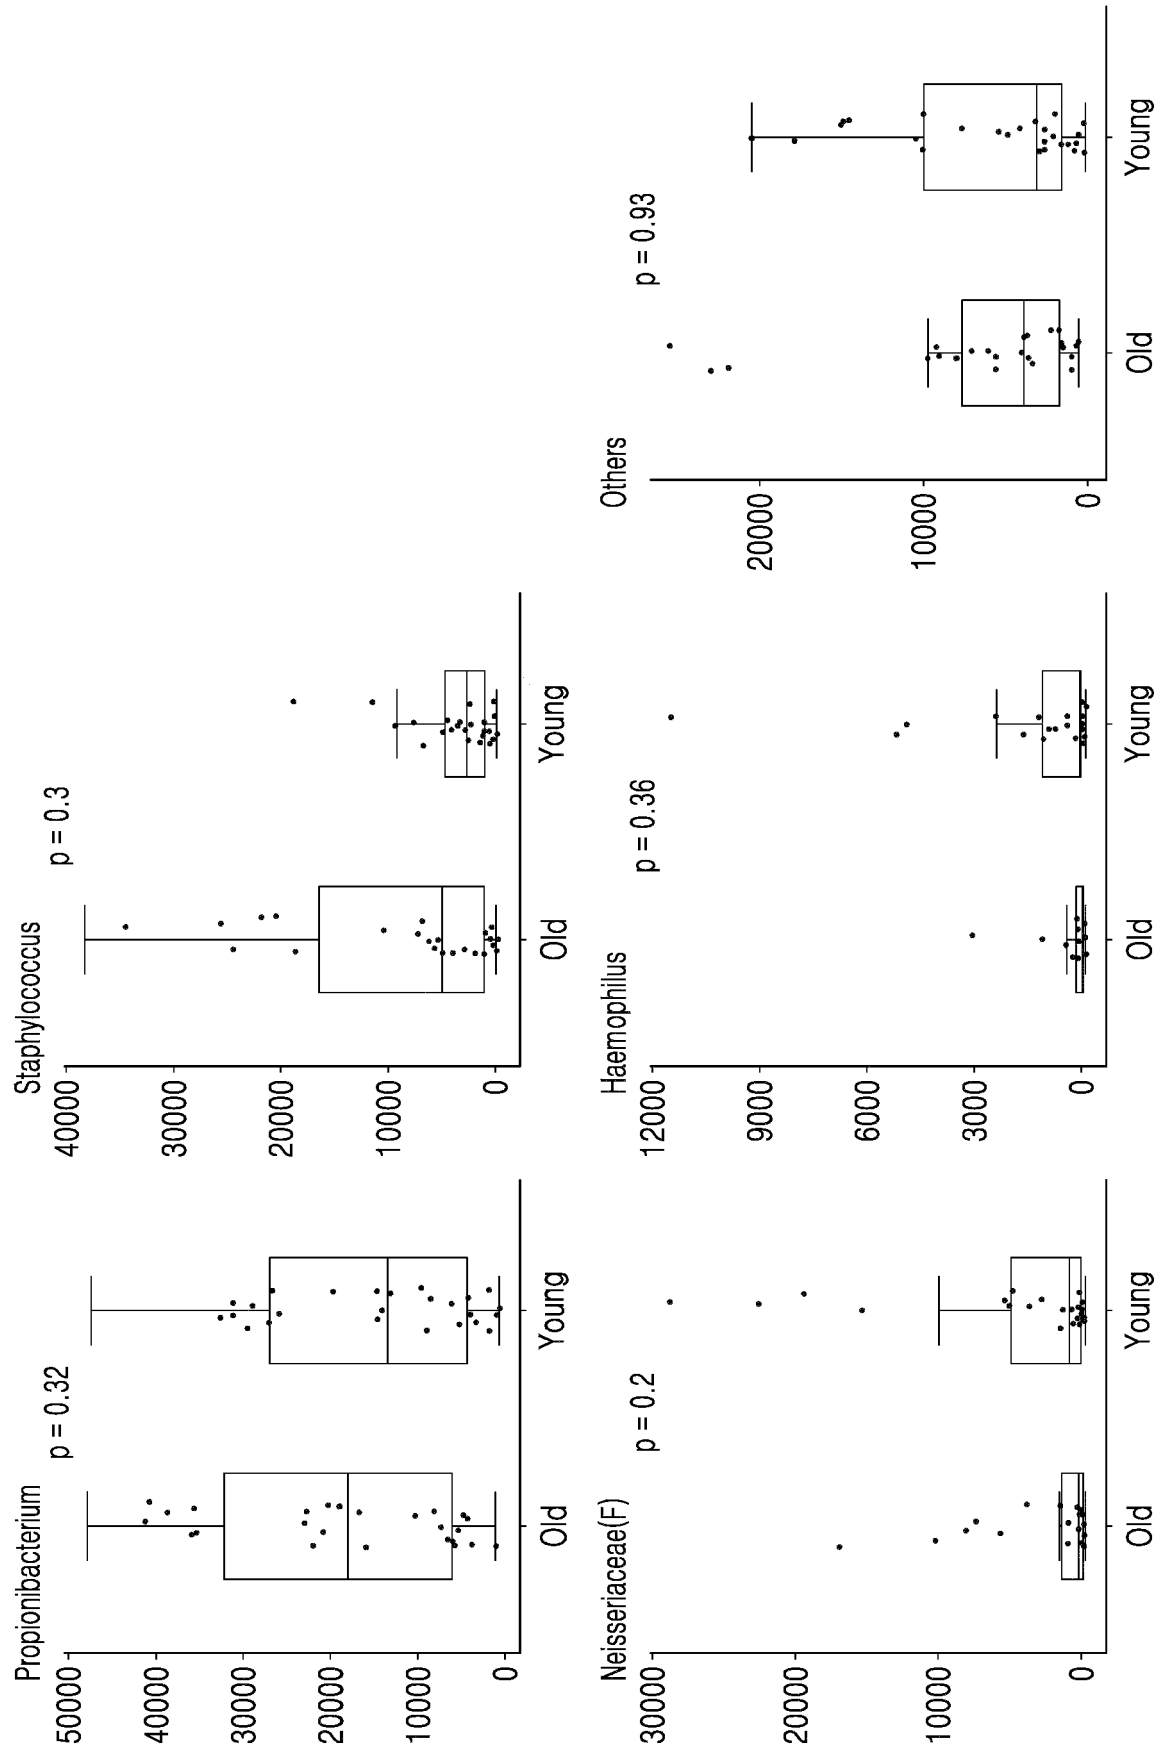 Propionibacterium
p = 0.32
50000
40000
30000
20000
10000
0
Old
Young
Staphylococcus
p = 0.3
40000
30000
20000
10000
0
Old
Young
Neisseriaceae(F)
p = 0.2
30000
20000
10000
0
Old
Young
Haemophilus
p = 0.36
12000
9000
6000
3000
0
Old
Young
Others
p = 0.93
20000
10000
0
Old
Young